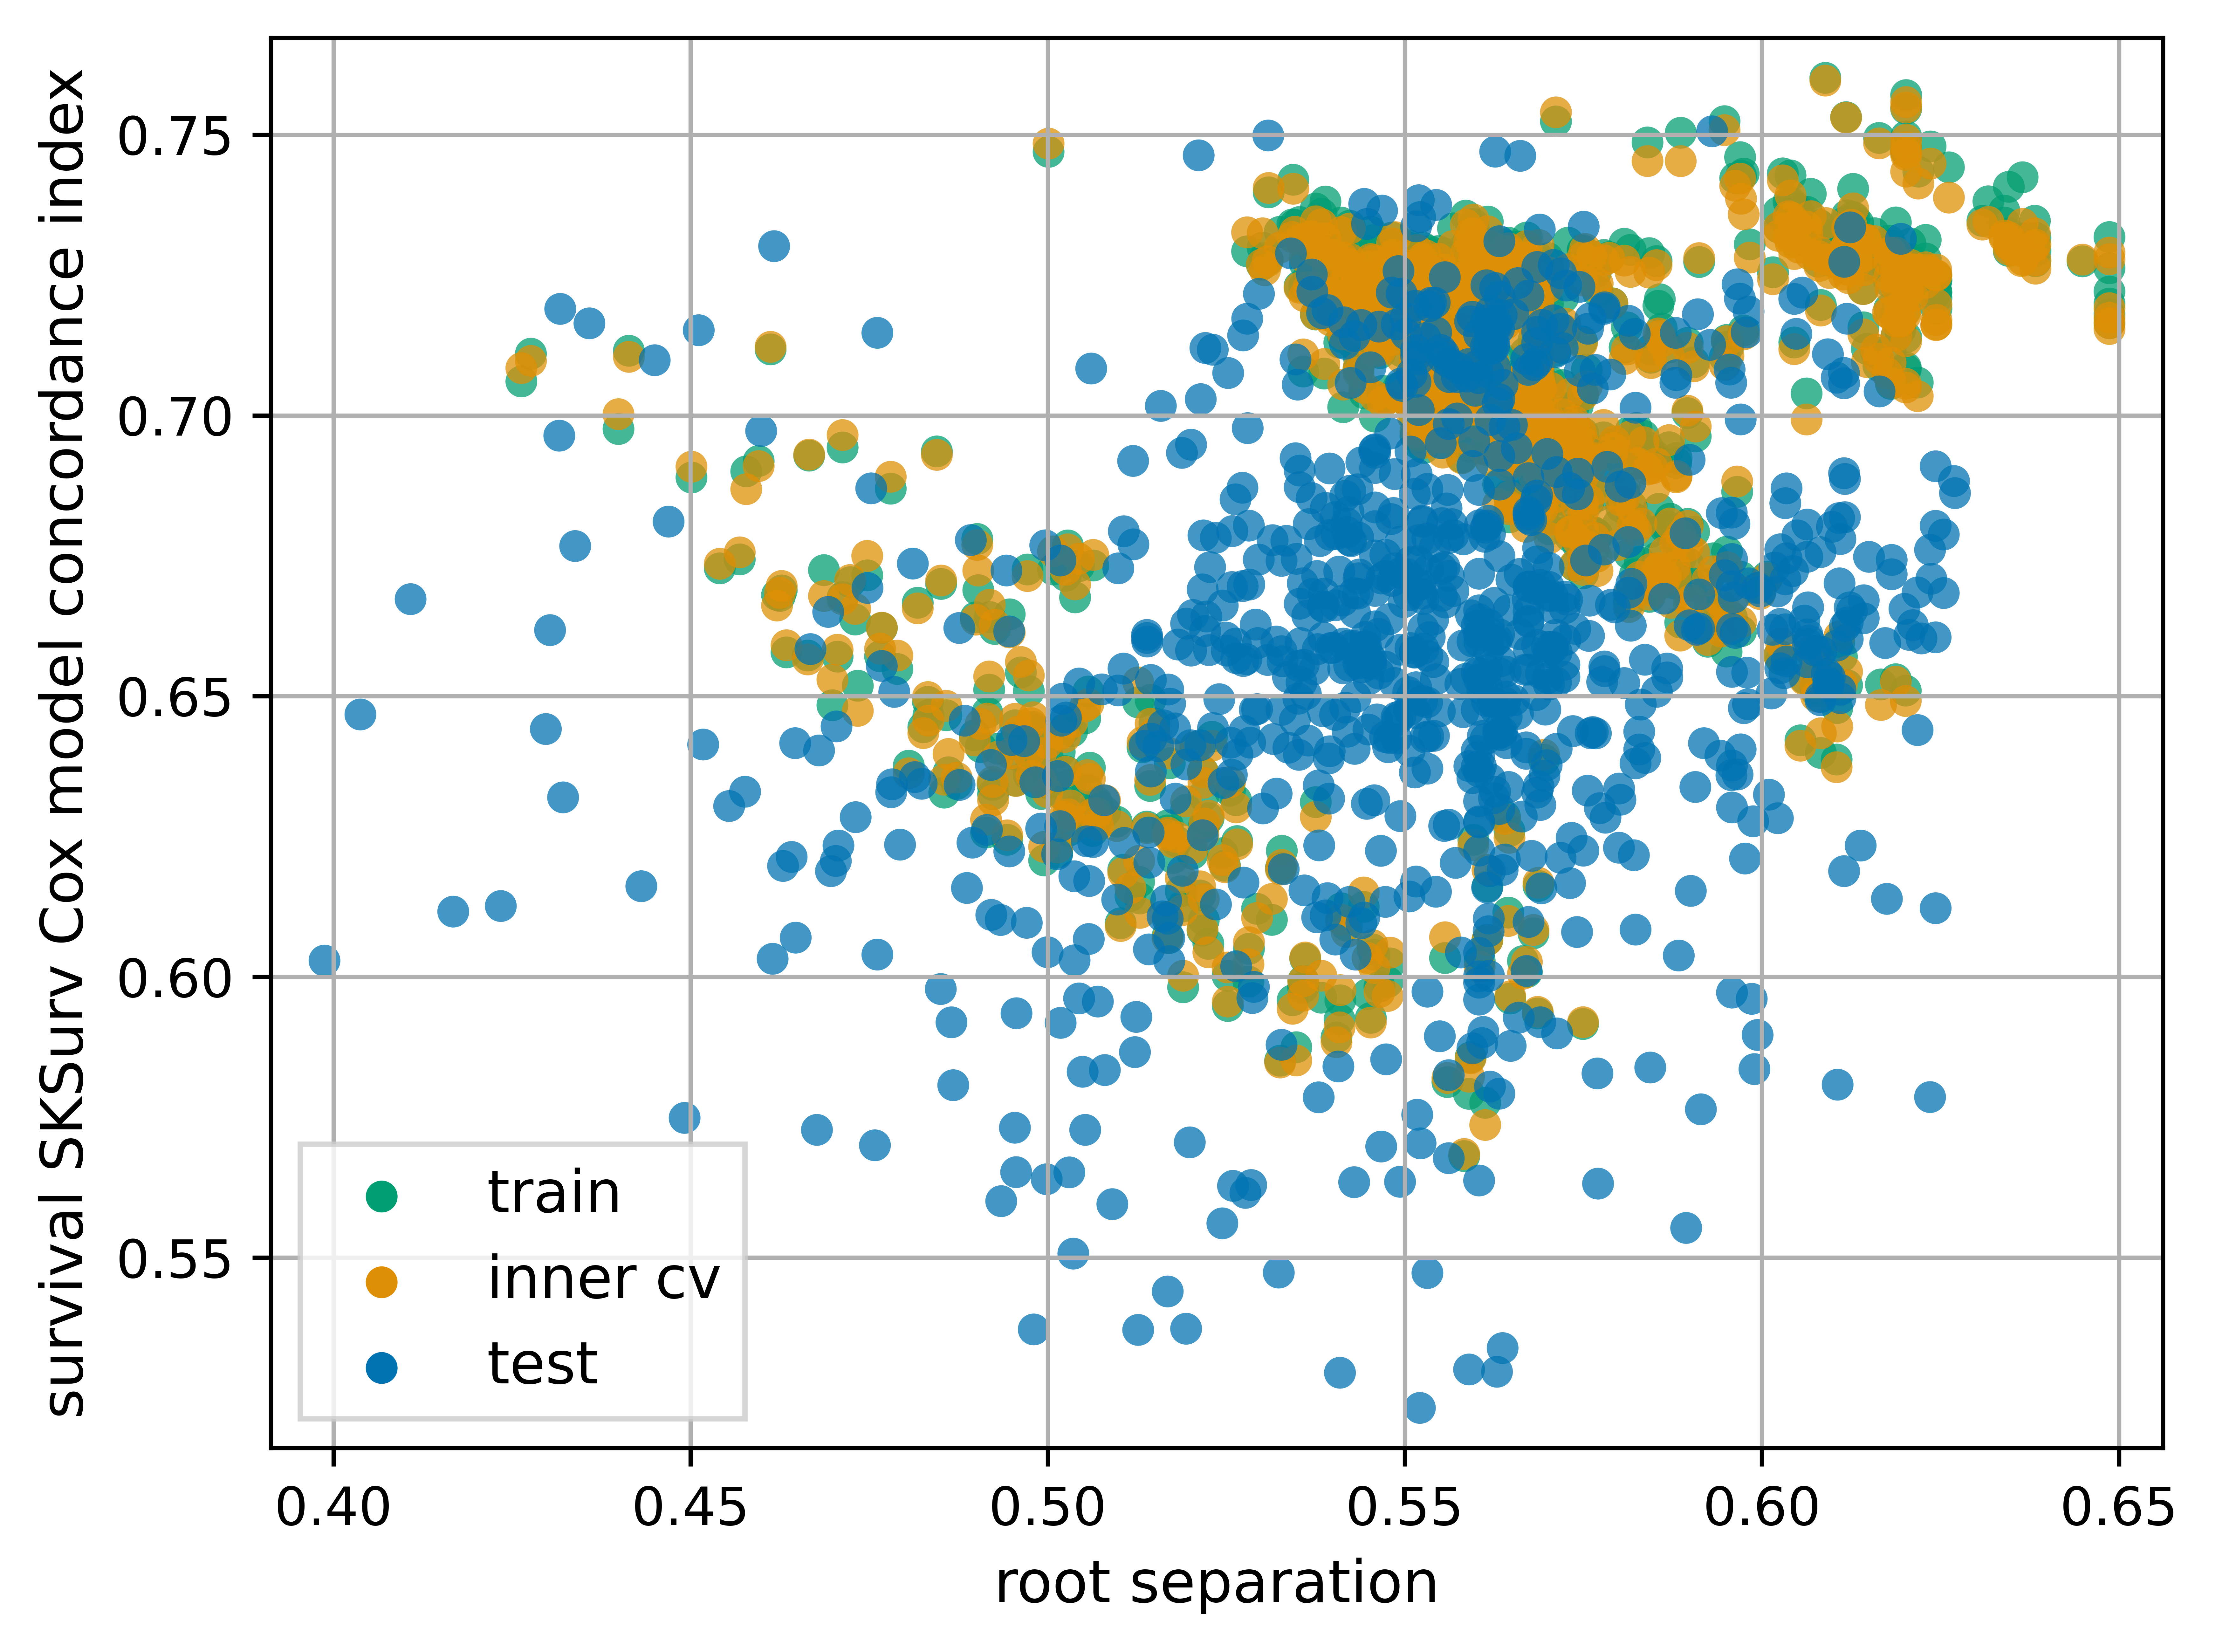 survival SKSurv Cox model concordance index
0.75
0.70
0.65
0.60
0.55
train
inner cv
test
0.40 0.45 0.50 0.55 0.60 0.65
root separation